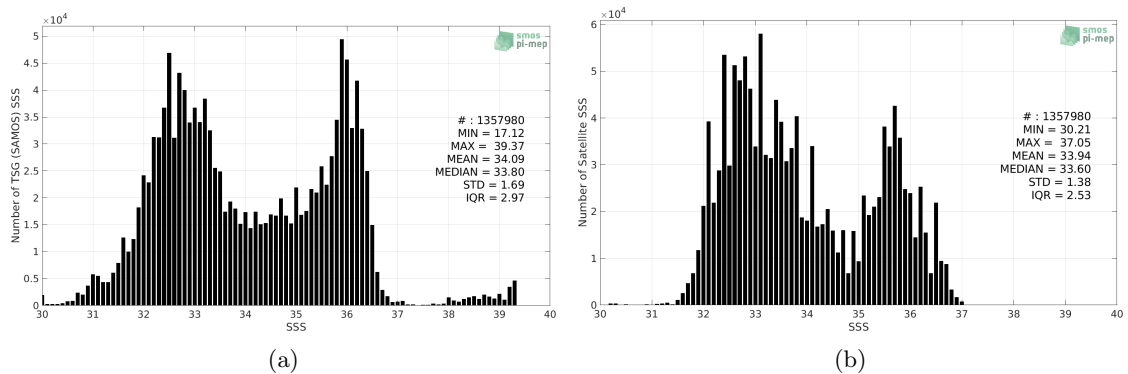 ×10⁴
5
4.5
4
3.5
3
2.5
2
1.5
1
0.5
0
Number of TSG (SAMOS) SSS
smos
pi-mep
# : 1357980
MIN = 17.12
MAX = 39.37
MEAN = 34.09
MEDIAN = 33.80
STD = 1.69
IQR = 2.97
30 31 32 33 34 35 36 37 38 39 40
SSS
(a)
×10⁴
6
5
4
3
2
1
0
Number of Satellite SSS
smos
pi-mep
# : 1357980
MIN = 30.21
MAX = 37.05
MEAN = 33.94
MEDIAN = 33.60
STD = 1.38
IQR = 2.53
30 31 32 33 34 35 36 37 38 39 40
SSS
(b)